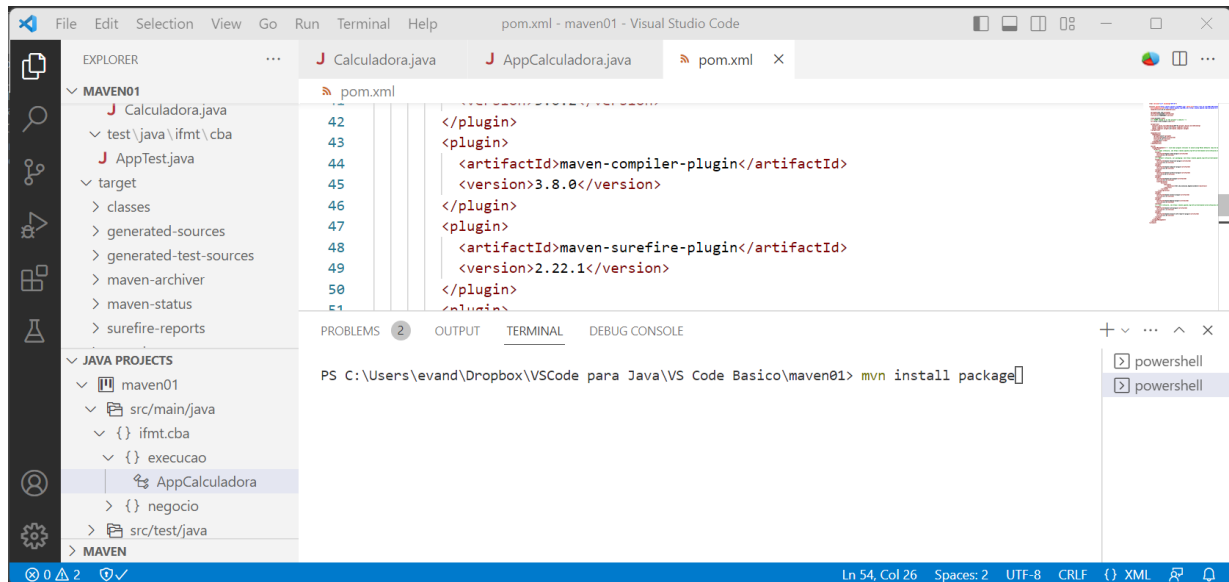 File Edit Selection View Go Run Terminal Help pom.xml - maven01 - Visual Studio Code
EXPLORER
MAVEN01
J Calculadora.java
test\java\ifmt\cba
J AppTest.java
target
classes
generated-sources
generated-test-sources
maven-archiver
maven-status
surefire-reports
JAVA PROJECTS
maven01
src/main/java
{} ifmt.cba
{} execucao
AppCalculadora
{} negocio
src/test/java
MAVEN
J Calculadora.java J AppCalculadora.java pom.xml
pom.xml
42 </plugin>
43 <plugin>
44 <artifactId>maven-compiler-plugin</artifactId>
45 <version>3.8.0</version>
46 </plugin>
47 <plugin>
48 <artifactId>maven-surefire-plugin</artifactId>
49 <version>2.22.1</version>
50 </plugin>
51 <plugin>
PROBLEMS 2 OUTPUT TERMINAL DEBUG CONSOLE
PS C:\Users\evand\Dropbox\VSCode para Java\VS Code Basico\maven01> mvn install package
powershell
powershell
0 2 Ln 54, Col 26 Spaces: 2 UTF-8 CRLF {} XML